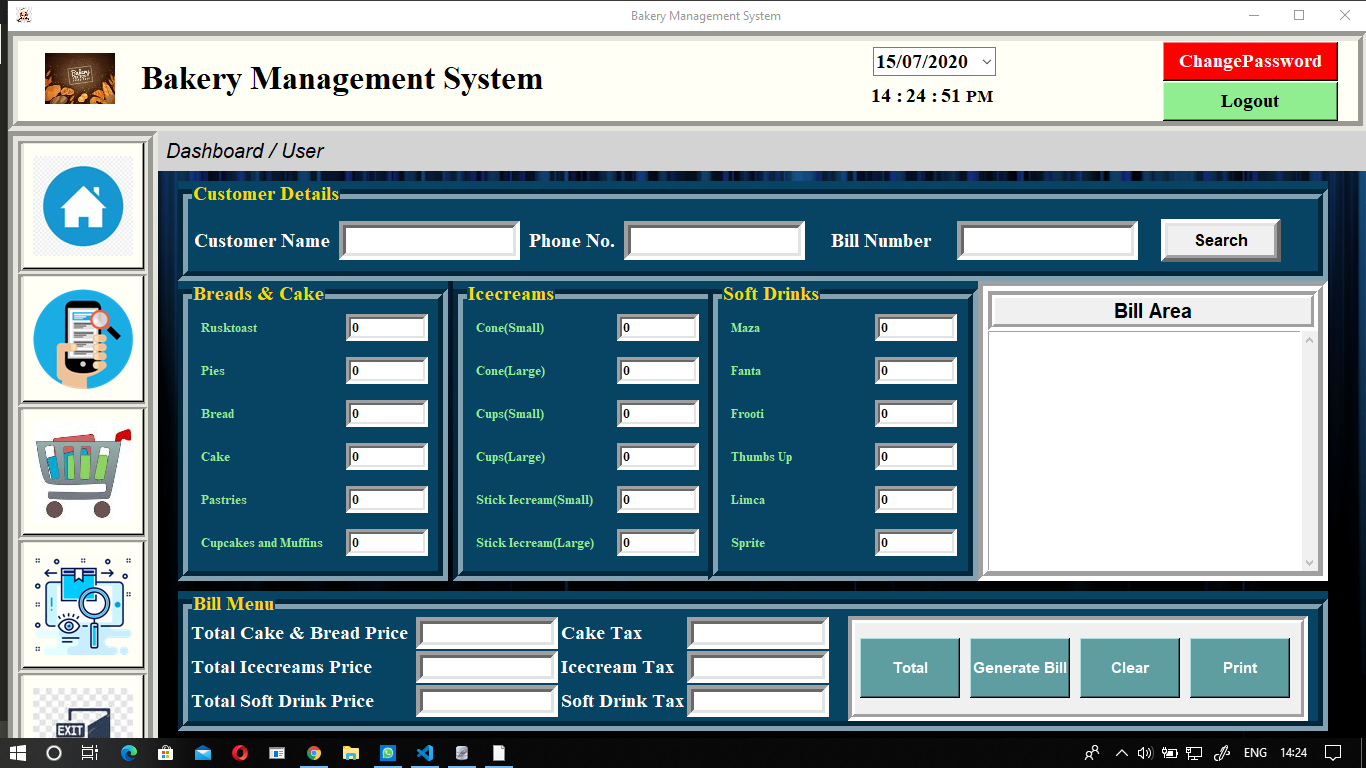 Bakery Management System
Bakery Management System
15/07/2020
14 : 24 : 51 PM
ChangePassword
Logout
Dashboard / User
Customer Details
Customer Name
Phone No.
Bill Number
Search
Breads & Cake
Rusktoast 0
Pies 0
Bread 0
Cake 0
Pastries 0
Cupcakes and Muffins 0
Icecreams
Cone(Small) 0
Cone(Large) 0
Cups(Small) 0
Cups(Large) 0
Stick Iecream(Small) 0
Stick Iecream(Large) 0
Soft Drinks
Maza 0
Fanta 0
Frooti 0
Thumbs Up 0
Limca 0
Sprite 0
Bill Area
EXIT
Bill Menu
Total Cake & Bread Price
Cake Tax
Total Icecreams Price
Icecream Tax
Total Soft Drink Price
Soft Drink Tax
Total
Generate Bill
Clear
Print
ENG
14:24